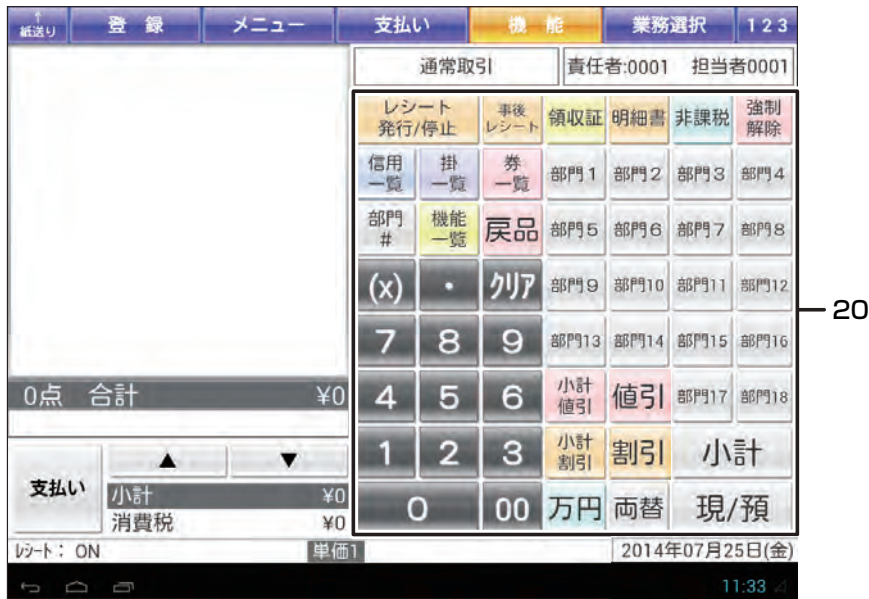 ↑
紙送り 登 録 メニュー 支払い 機 能 業務選択 1 2 3
通常取引 責任者:0001 担当者0001
レシート
発行/停止 事後
レシート 領収証 明細書 非課税 強制
解除
信用
一覧 掛
一覧 券
一覧 部門1 部門2 部門3 部門4
部門
# 機能
一覧 戻品 部門5 部門6 部門7 部門8
(x) ・ クリア 部門9 部門10 部門11 部門12
20
7 8 9 部門13 部門14 部門15 部門16
0点 合計 ¥0
4 5 6 小計
値引 値引 部門17 部門18
支払い ▲ ▼
1 2 3 小計
割引 割引 小計
小計 ¥0
消費税 ¥0
0 00 万円 両替 現/預
レシート: ON 単価1 2014年07月25日(金)
11:33